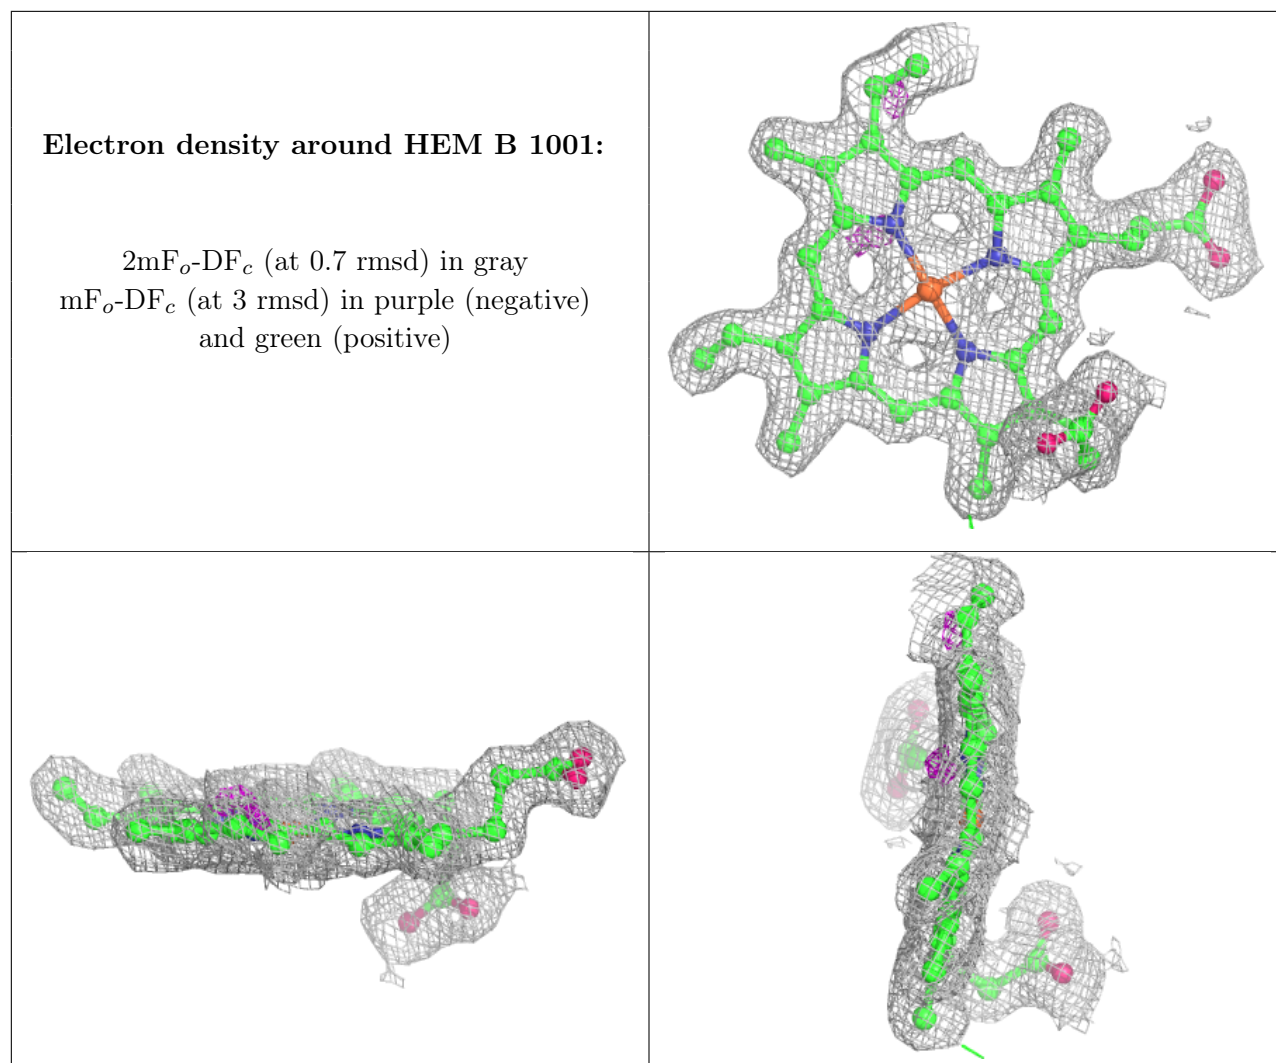 Electron density around HEM B 1001:
2mFo-DFc (at 0.7 rmsd) in gray
mFo-DFc (at 3 rmsd) in purple (negative)
and green (positive)